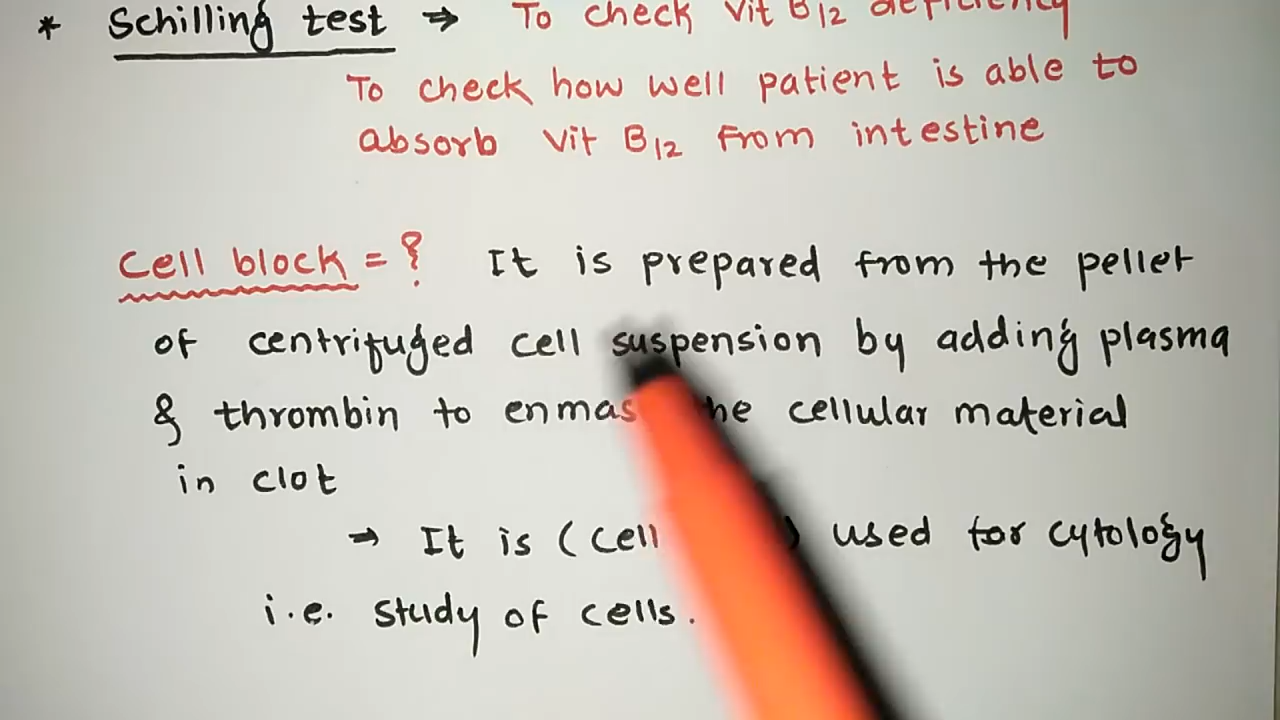 * Schilling test → To check Vit B12 deficiency
To check how well patient is able to
absorb Vit B12 From intestine
Cell block = ? It is prepared from the pellet
of centrifuged cell suspension by adding plasma
& thrombin to the cellular material
in clot
→ It is (Cell ) used for cytology
i.e. study of cells.